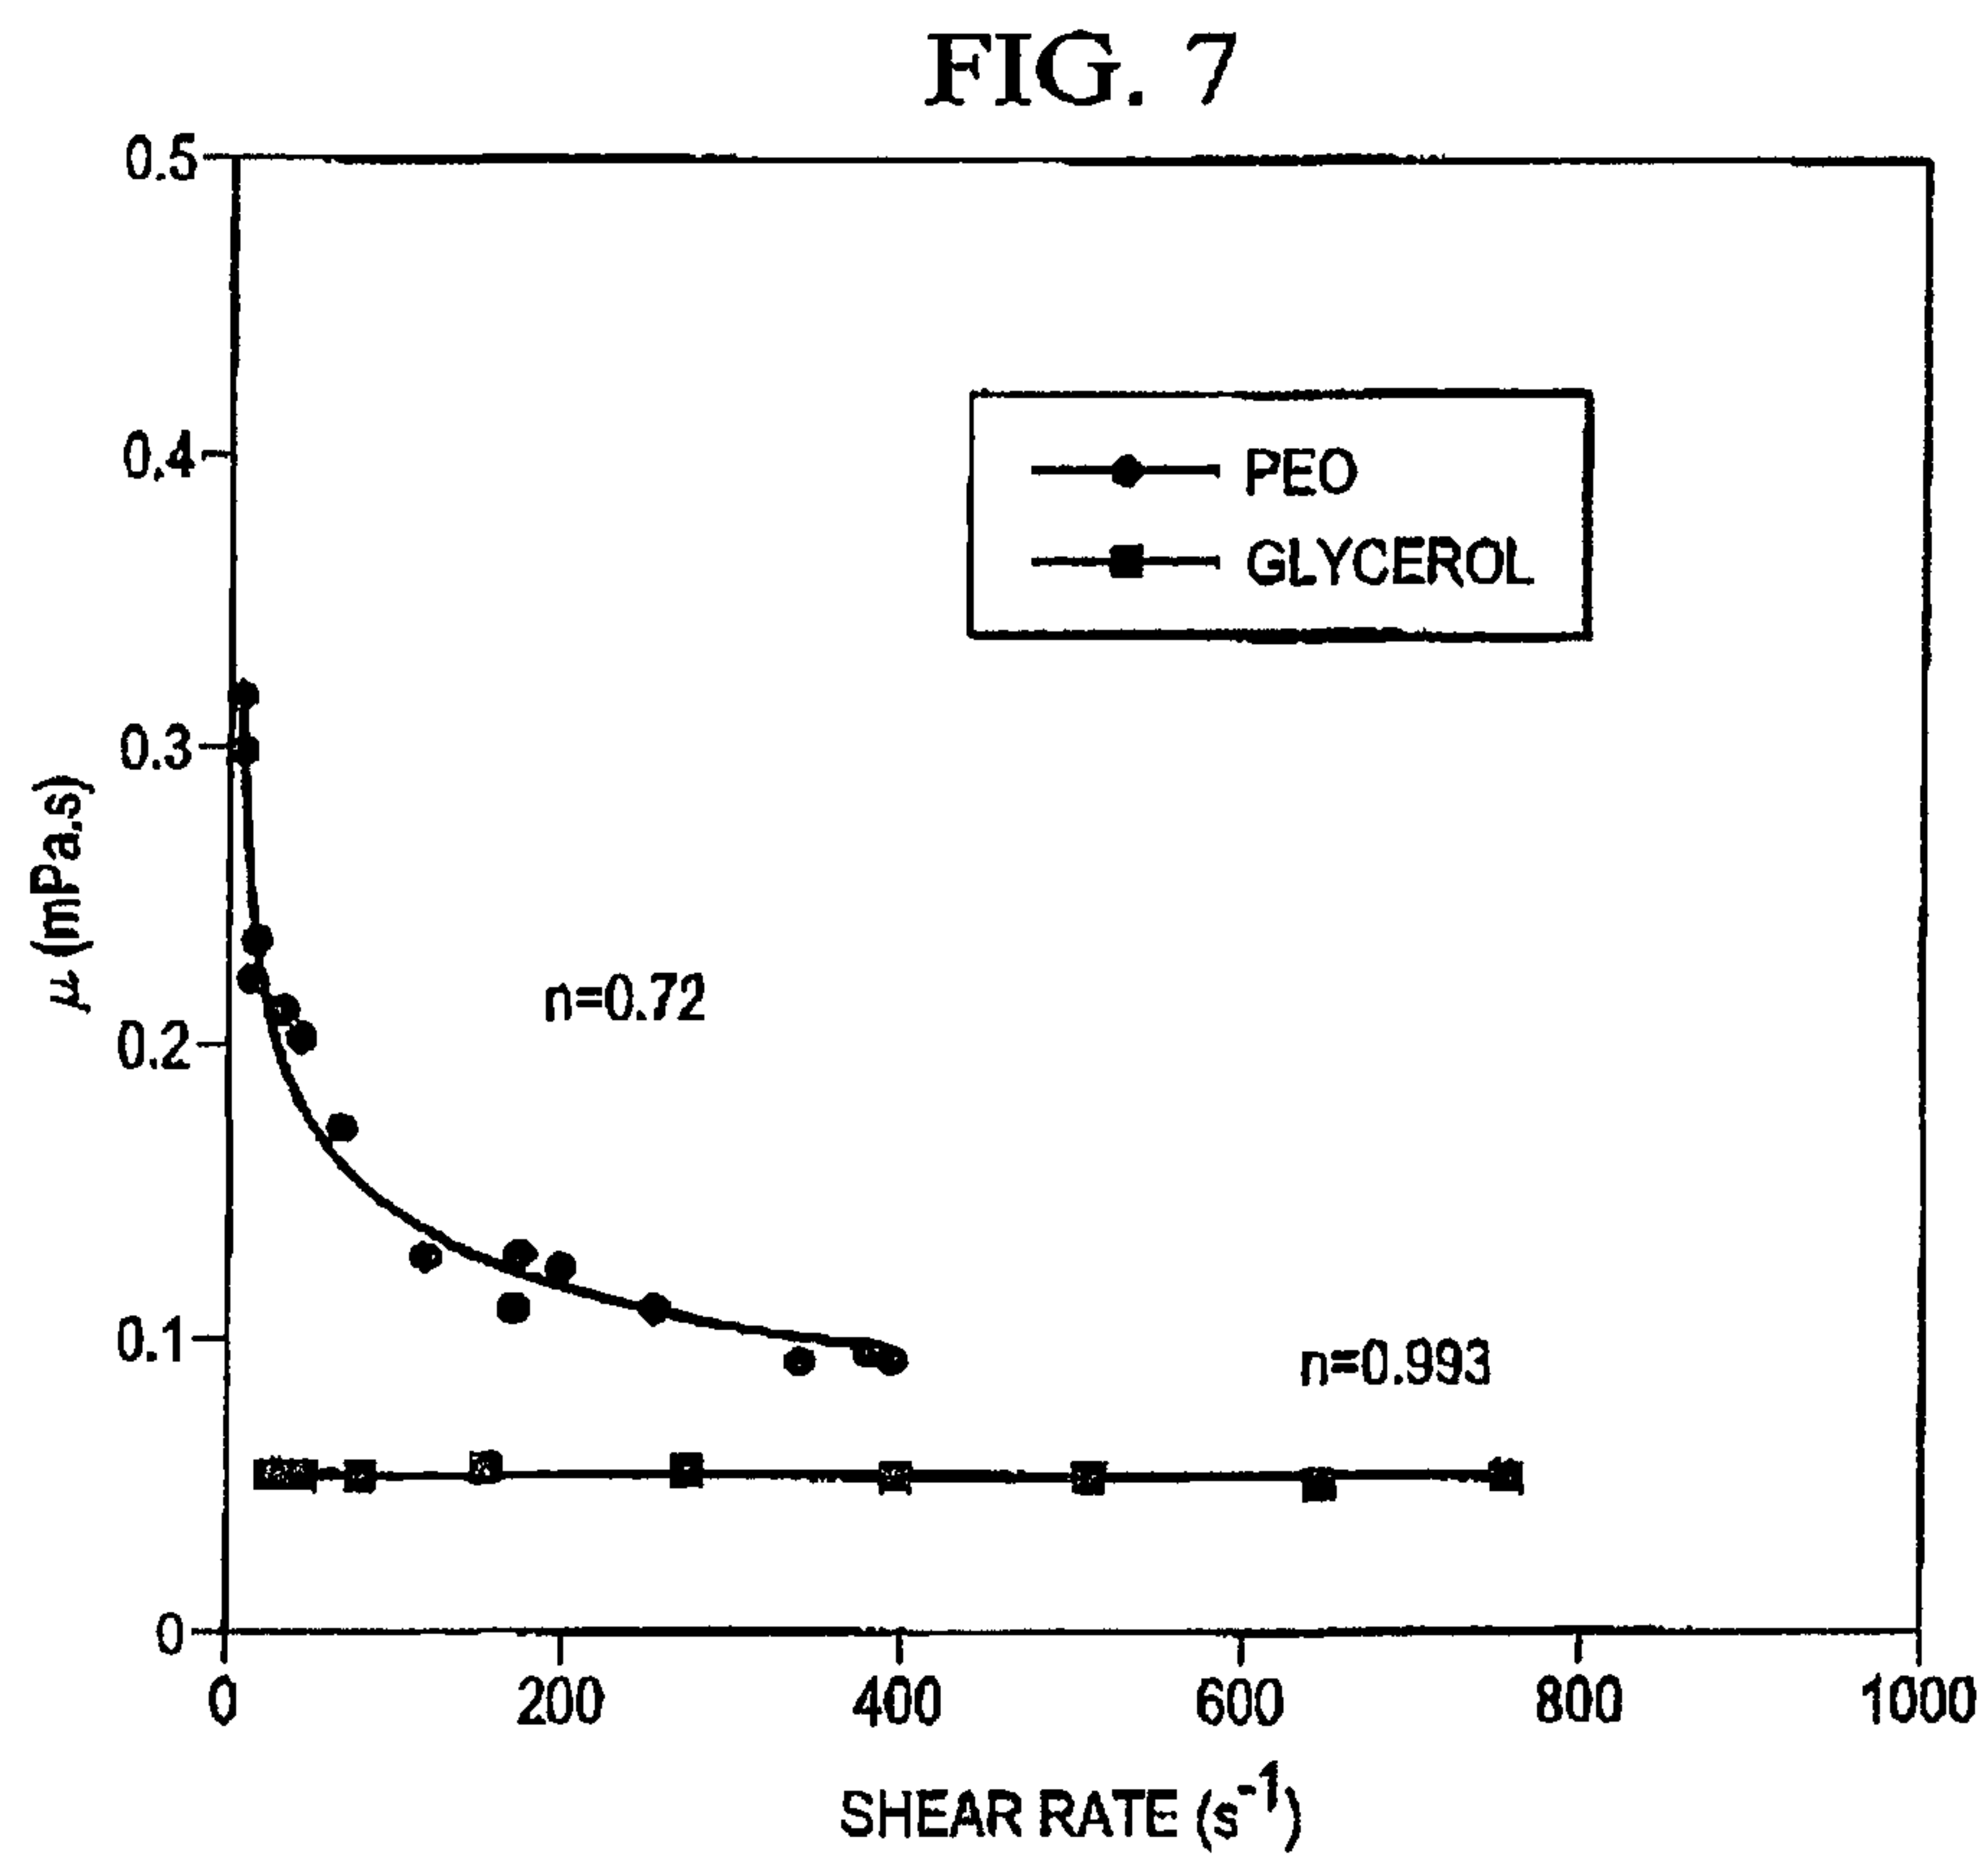 FIG. 7
0.5
0.4
0.3
0.2
0.1
0
μ (mPa.s)
PEO
GLYCEROL
n=0.72
n=0.993
0
200
400
600
800
1000
SHEAR RATE (s⁻¹)